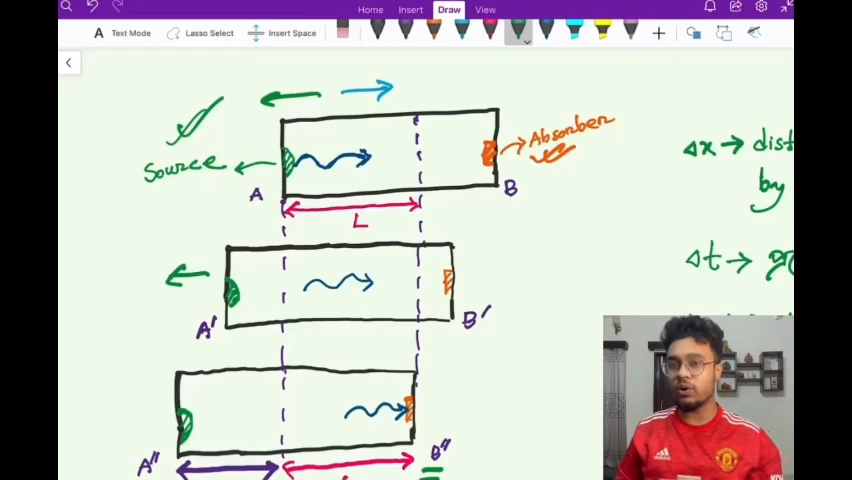 Home Insert Draw View
Text Mode Lasso Select Insert Space
Source
Absorber
A
B
L
A'
B'
A"
B"
Δx → dist
by
Δt →